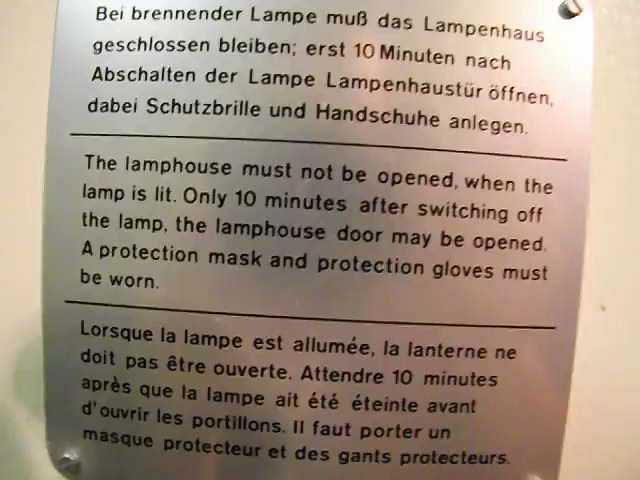 Bei brennender Lampe muß das Lampenhaus
geschlossen bleiben; erst 10 Minuten nach
Abschalten der Lampe Lampenhaustür öffnen,
dabei Schutzbrille und Handschuhe anlegen.
The lamphouse must not be opened, when the
lamp is lit. Only 10 minutes after switching off
the lamp, the lamphouse door may be opened.
A protection mask and protection gloves must
be worn.
Lorsque la lampe est allumée, la lanterne ne
doit pas être ouverte. Attendre 10 minutes
après que la lampe ait été éteinte avant
d'ouvrir les portillons. Il faut porter un
masque protecteur et des gants protecteurs.